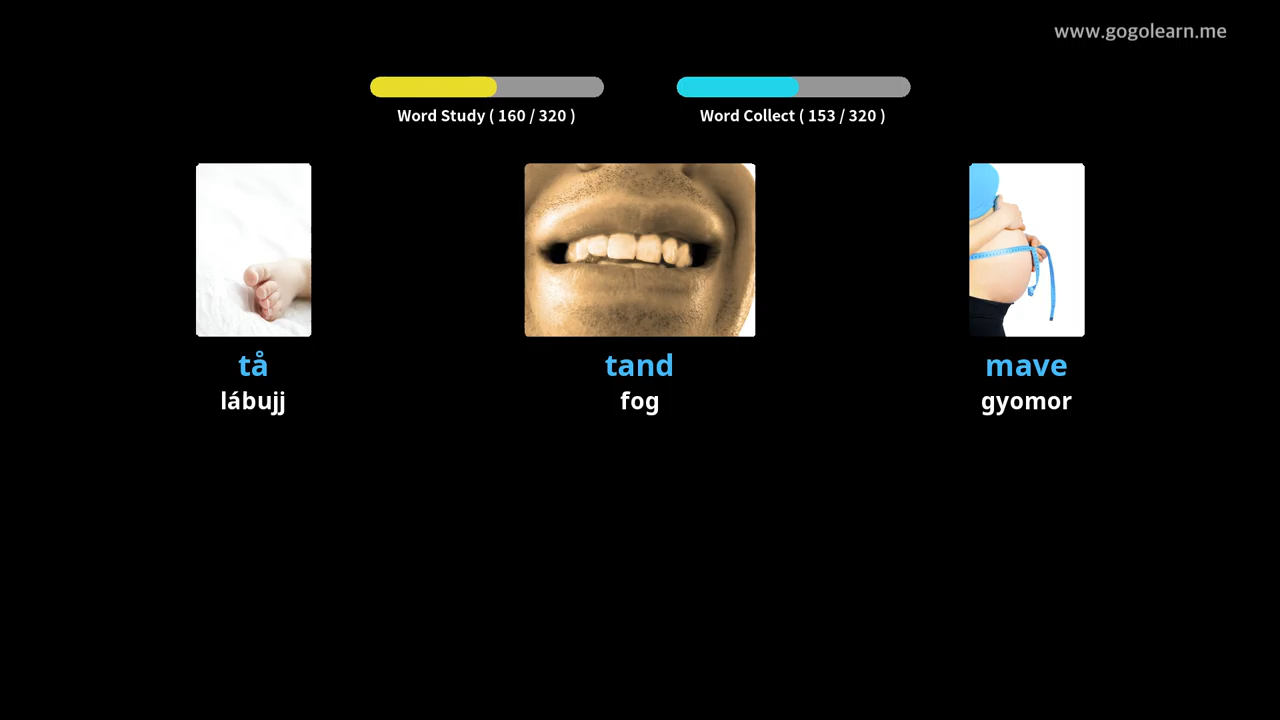 www.gogolearn.me
Word Study ( 160 / 320 )
Word Collect ( 153 / 320 )
tå
tand
mave
lábujj
fog
gyomor